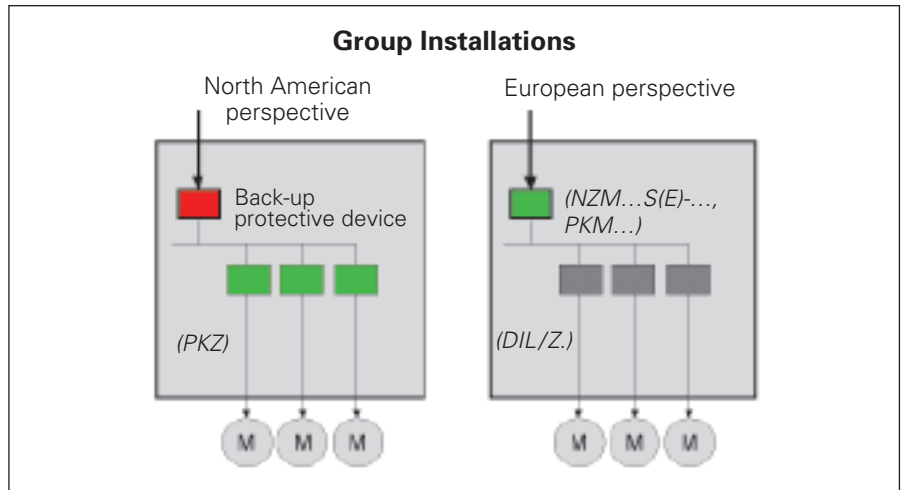 Group Installations
North American
perspective
European perspective
Back-up
protective device
(PKZ)
M M M
(NZM…S(E)-…,
PKM…)
(DIL/Z.)
M M M